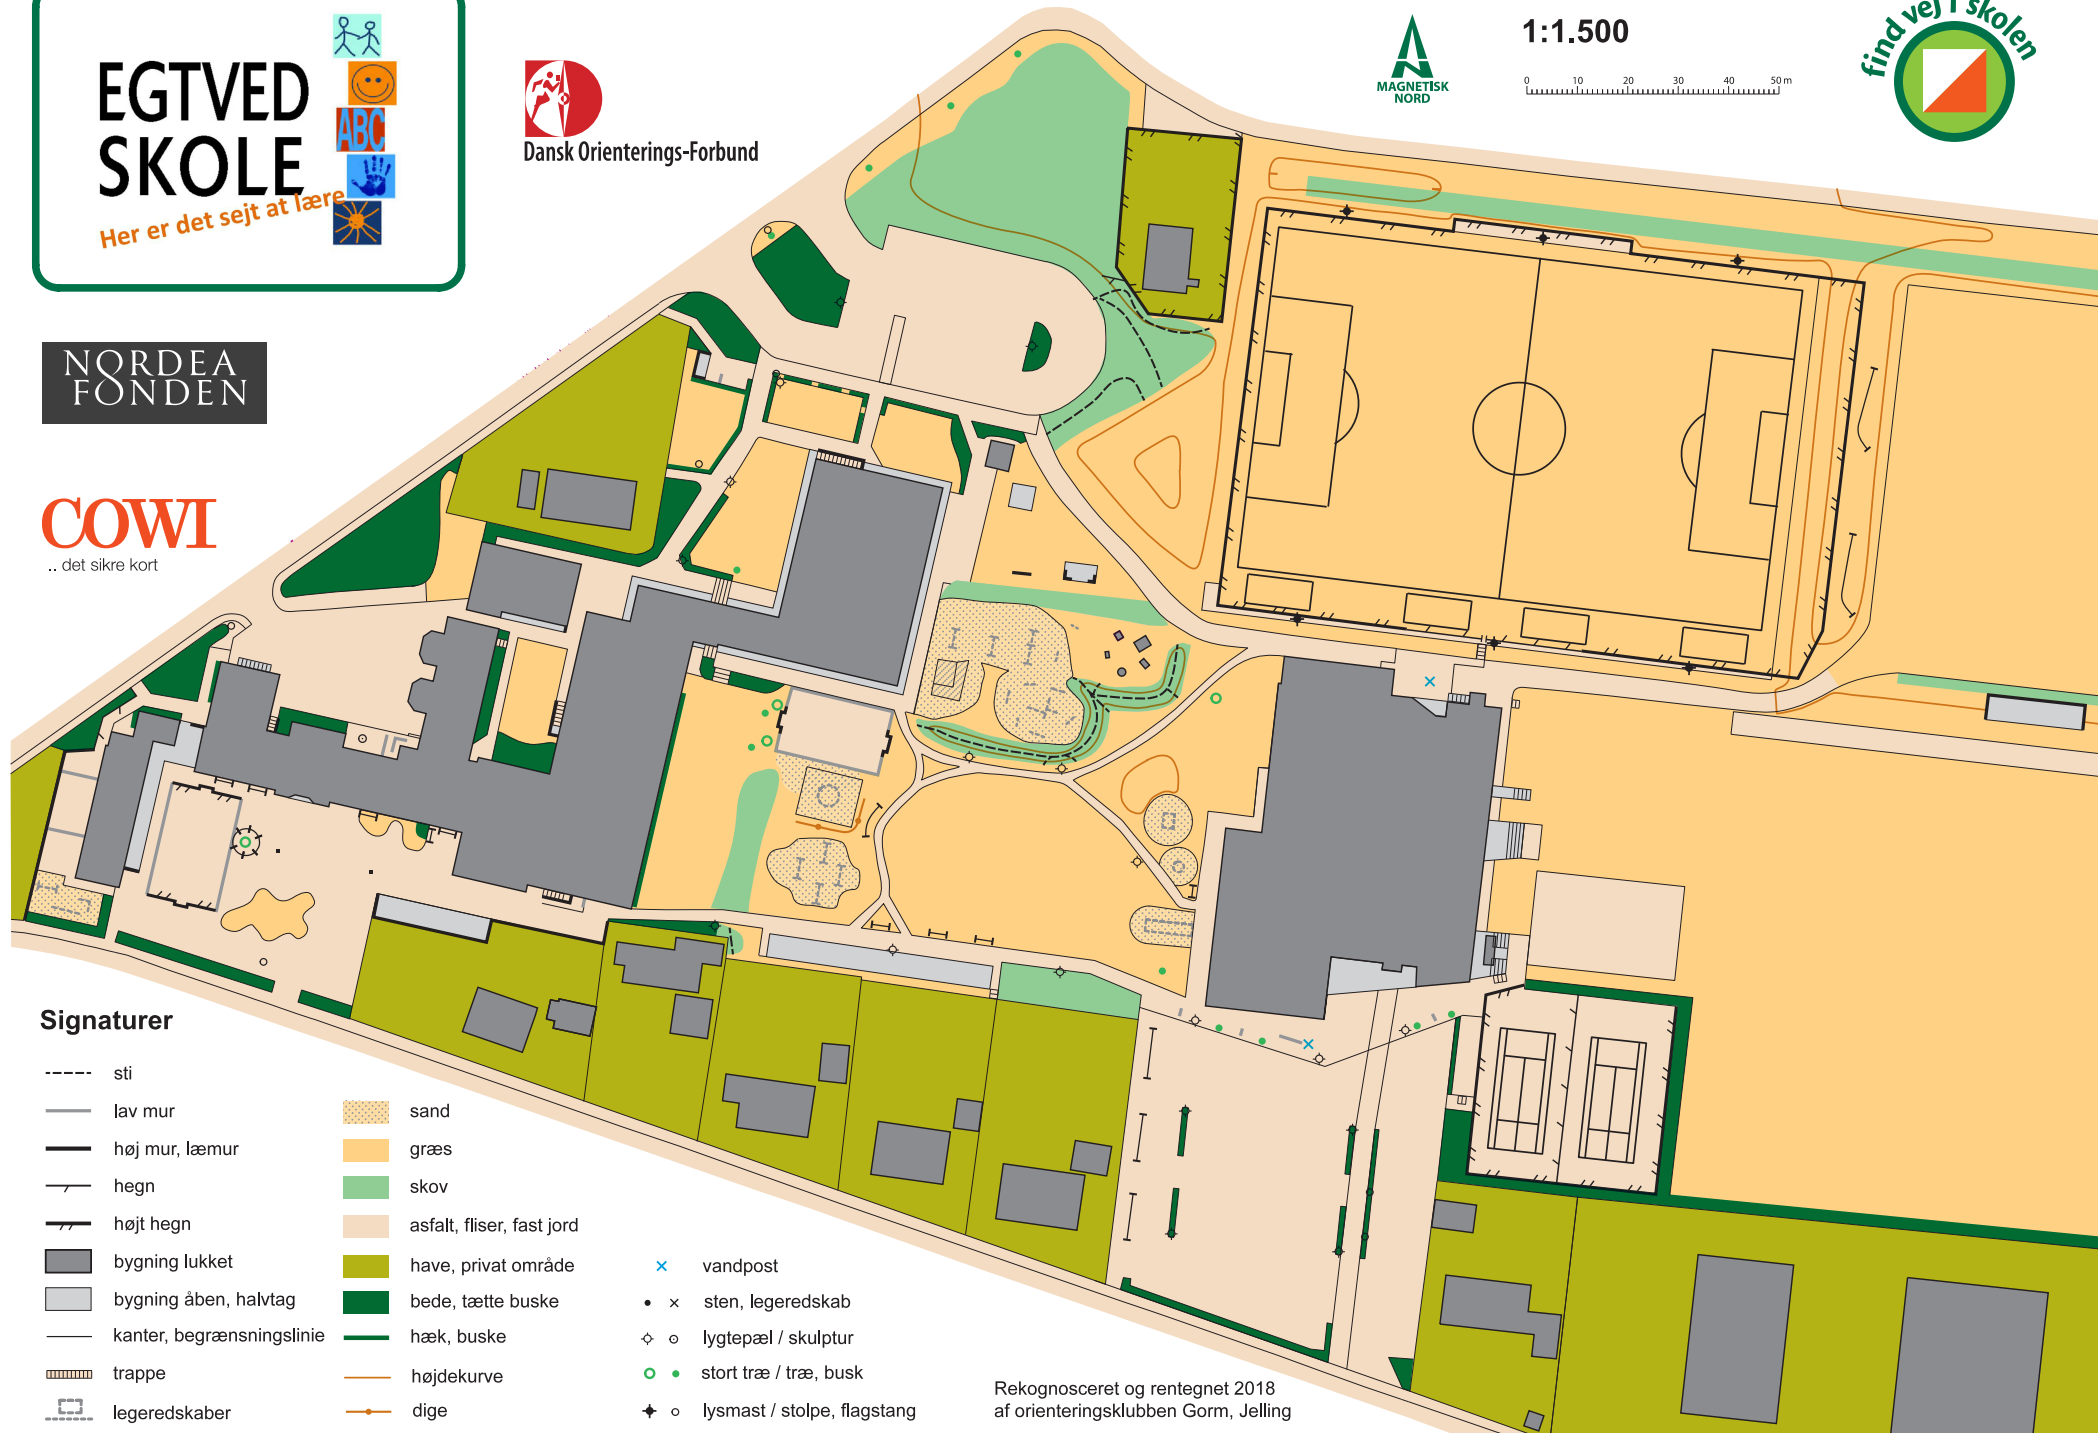 EGTVED
SKOLE
ABC
Her er det sejt at lære
Dansk Orienterings-Forbund
MAGNETISK
NORD
1:1.500
0 10 20 30 40 50 m
find vej i skolen
NORDEA
FONDEN
COWI
.. det sikre kort
Signaturer
sti
lav mur
høj mur, læmur
hegn
højt hegn
bygning lukket
bygning åben, halvtag
kanter, begrænsningslinie
trappe
legeredskaber
sand
græs
skov
asfalt, fliser, fast jord
have, privat område
bede, tætte buske
hæk, buske
højdekurve
dige
vandpost
sten, legeredskab
lygtepæl / skulptur
stort træ / træ, busk
lysmast / stolpe, flagstang
Rekognosceret og rentegnet 2018
af orienteringsklubben Gorm, Jelling